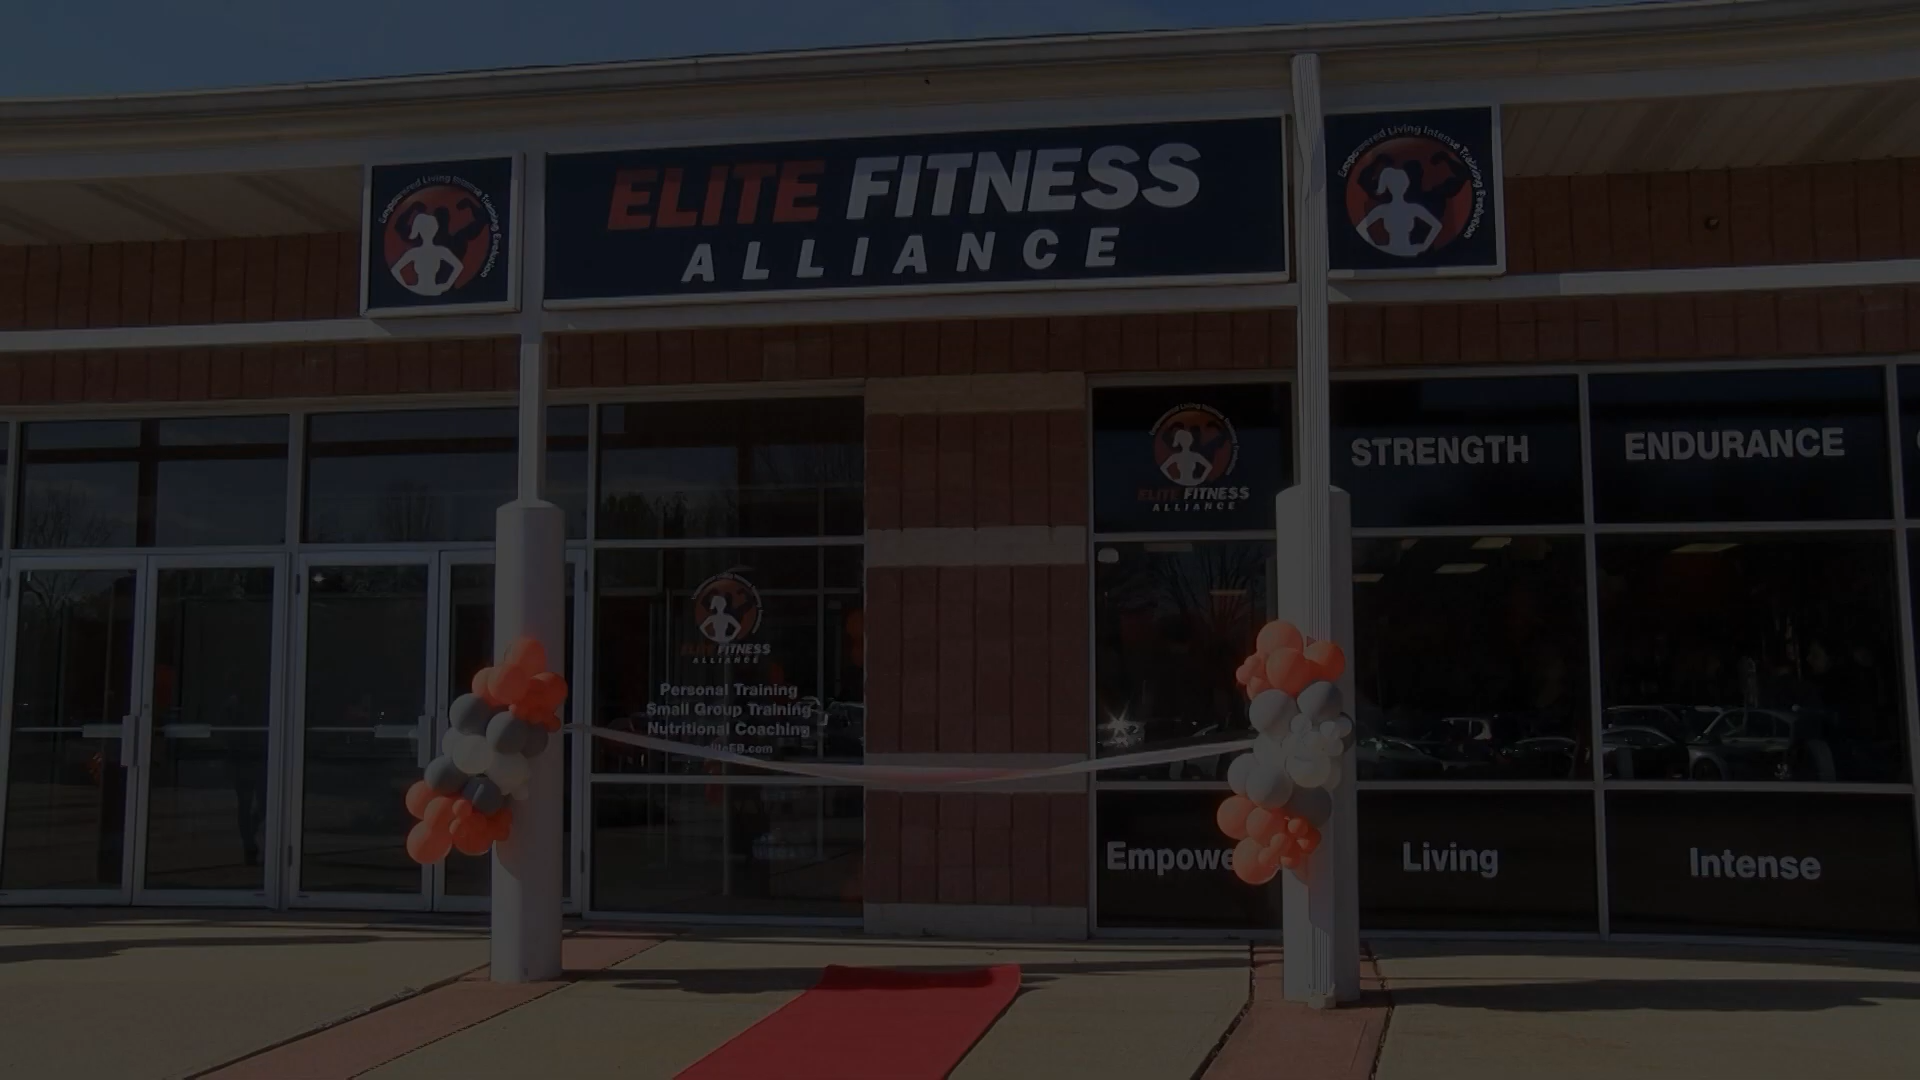 Empowered Living Intense Training Evolution
ELITE FITNESS
ALLIANCE
Empowered Living Intense Training Evolution
ELITE FITNESS
ALLIANCE
STRENGTH
ENDURANCE
ELITE FITNESS
ALLIANCE
Personal Training
Small Group Training
Nutritional Coaching
Empowe
Living
Intense